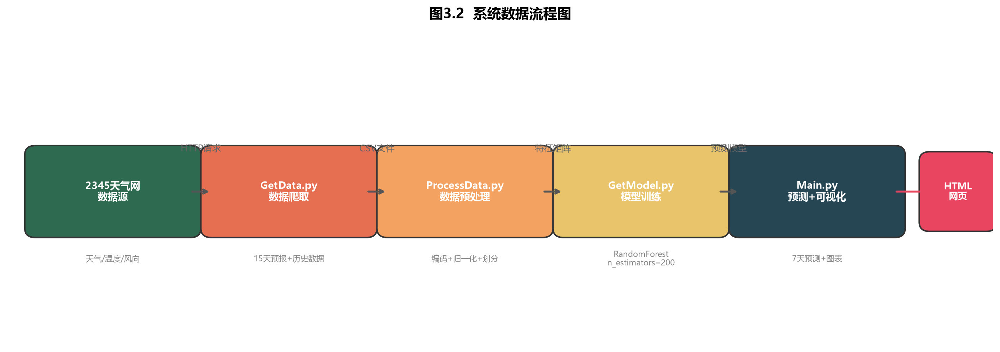 图3.2 系统数据流程图
HTTP请求
CSV文件
特征矩阵
预测模型
2345天气网
数据源
GetData.py
数据爬取
ProcessData.py
数据预处理
GetModel.py
模型训练
Main.py
预测+可视化
HTML
网页
天气/温度/风向
15天预报+历史数据
编码+归一化+划分
RandomForest
n_estimators=200
7天预测+图表